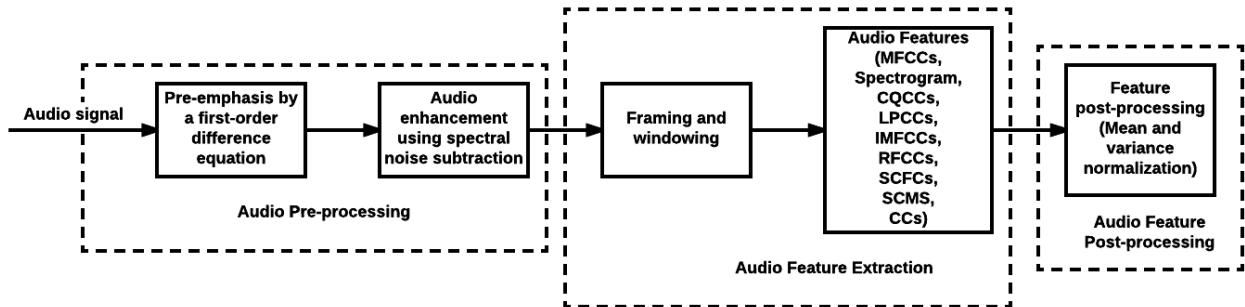 Audio signal
Pre-emphasis by
a first-order
difference
equation
Audio
enhancement
using spectral
noise subtraction
Audio Pre-processing
Framing and
windowing
Audio Features
(MFCCs,
Spectrogram,
CQCCs,
LPCCs,
IMFCCs,
RFCCs,
SCFCs,
SCMS,
CCs)
Audio Feature Extraction
Feature
post-processing
(Mean and
variance
normalization)
Audio Feature
Post-processing